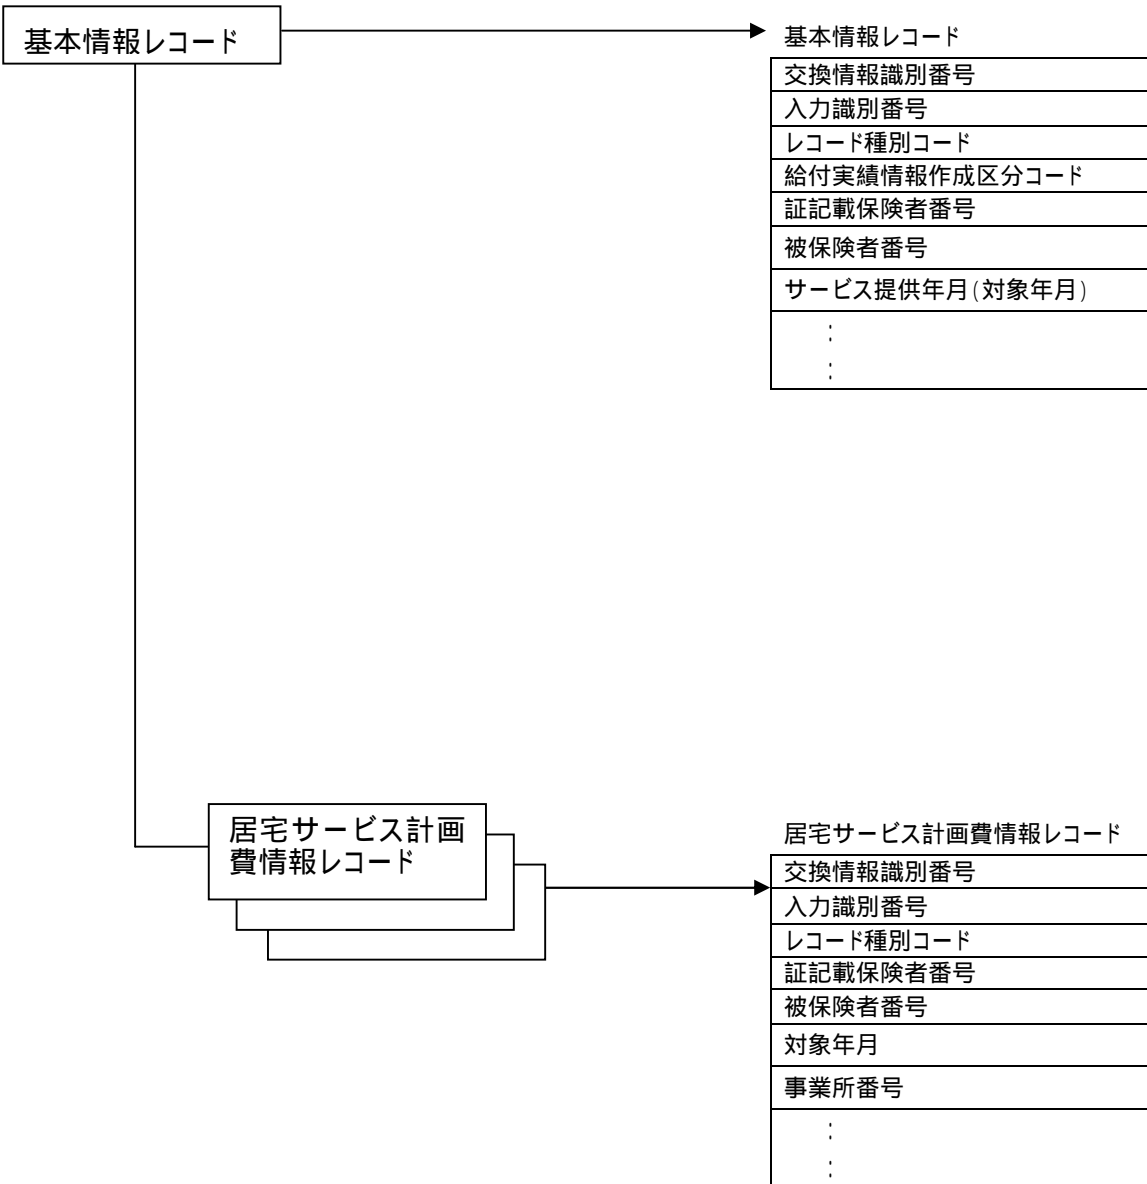 基本情報レコード
基本情報レコード
交換情報識別番号
入力識別番号
レコード種別コード
給付実績情報作成区分コード
証記載保険者番号
被保険者番号
サービス提供年月(対象年月)
：
：
居宅サービス計画
費情報レコード
居宅サービス計画費情報レコード
交換情報識別番号
入力識別番号
レコード種別コード
証記載保険者番号
被保険者番号
対象年月
事業所番号
：
：